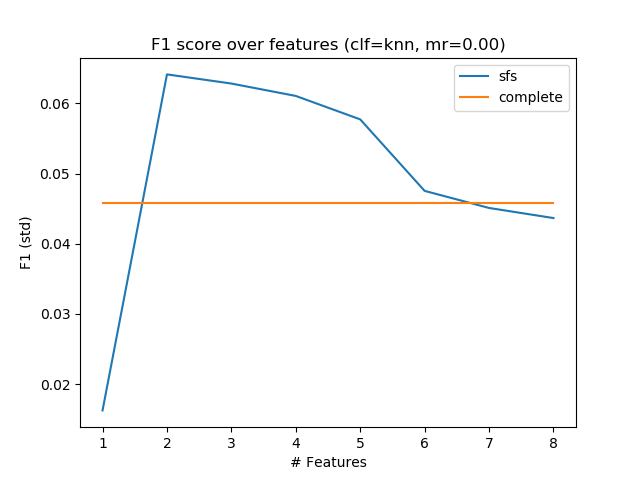 F1 score over features (clf=knn, mr=0.00)
sfs
complete
0.06
0.05
0.04
0.03
0.02
F1 (std)
1 2 3 4 5 6 7 8
# Features